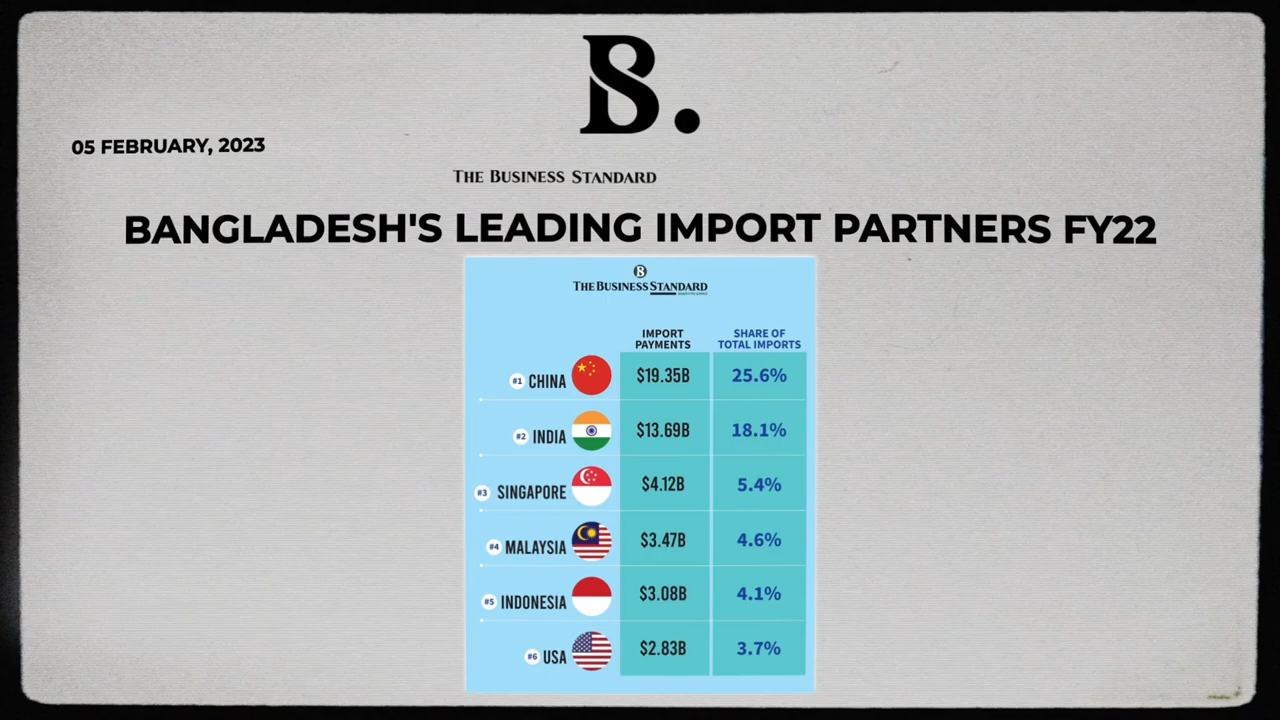 B.
05 FEBRUARY, 2023
THE BUSINESS STANDARD
BANGLADESH'S LEADING IMPORT PARTNERS FY22
B
THE BUSINESS STANDARD
IMPORT PAYMENTS
SHARE OF TOTAL IMPORTS
#1 CHINA $19.35B 25.6%
#2 INDIA $13.69B 18.1%
#3 SINGAPORE $4.12B 5.4%
#4 MALAYSIA $3.47B 4.6%
#5 INDONESIA $3.08B 4.1%
#6 USA $2.83B 3.7%